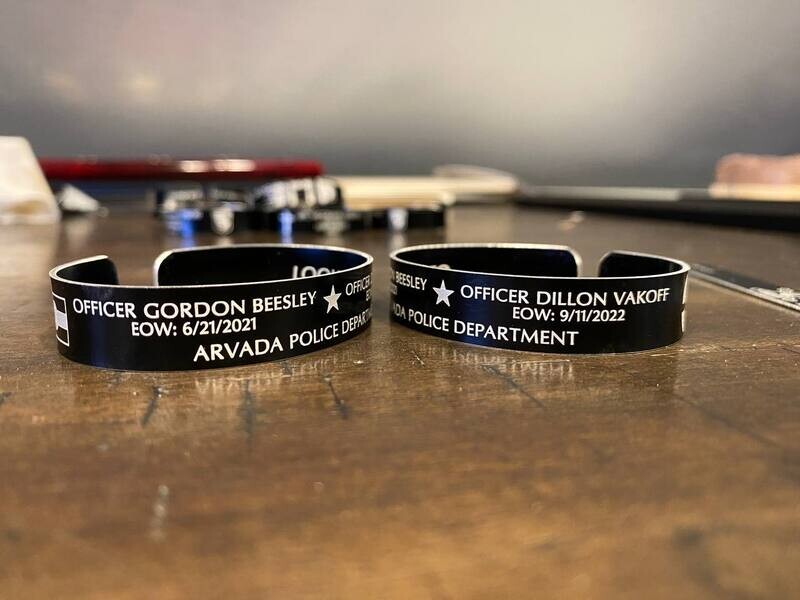 OFFICER GORDON BEESLEY ★ OFFICER
EOW: 6/21/2021
ARVADA POLICE
BEESLEY ★ OFFICER DILLON VAKOFF
EOW: 9/11/2022
POLICE DEPARTMENT